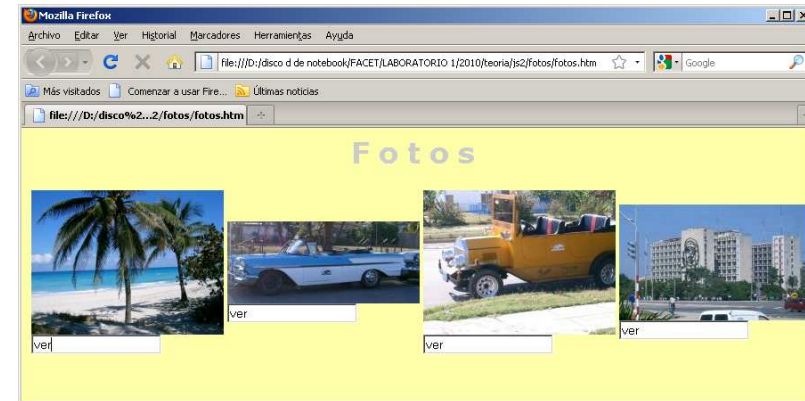 Mozilla Firefox
Archivo Editar Ver Historial Marcadores Herramientas Ayuda
file:///D:/disco d de notebook/FACET/LABORATORIO 1/2010/teoria/js2/fotos/fotos.htm Google
Más visitados Comenzar a usar Fire... Últimas noticias
file:///D:/disco%2...2/fotos/fotos.htm
Fotos
ver
ver
ver
ver